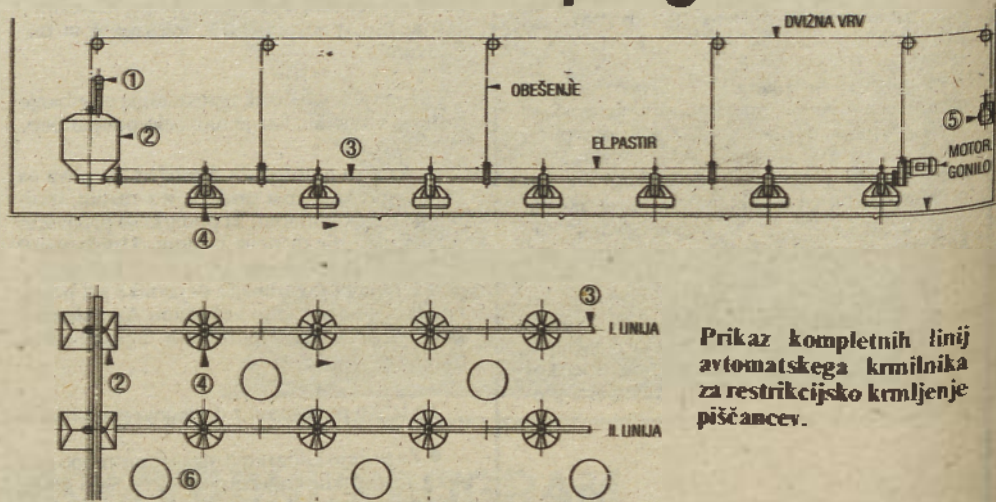 DVIŽNA VRV
①
OBEŠENJE
②
③
EL.PASTIR
⑤
MOTOR.
GONILO
④
③
I. LINIJA
②
④
II. LINIJA
⑥
Prikaz kompletnih linij
avtomatskega krmilnika
za restrikcijsko krmljenje
piščancev.